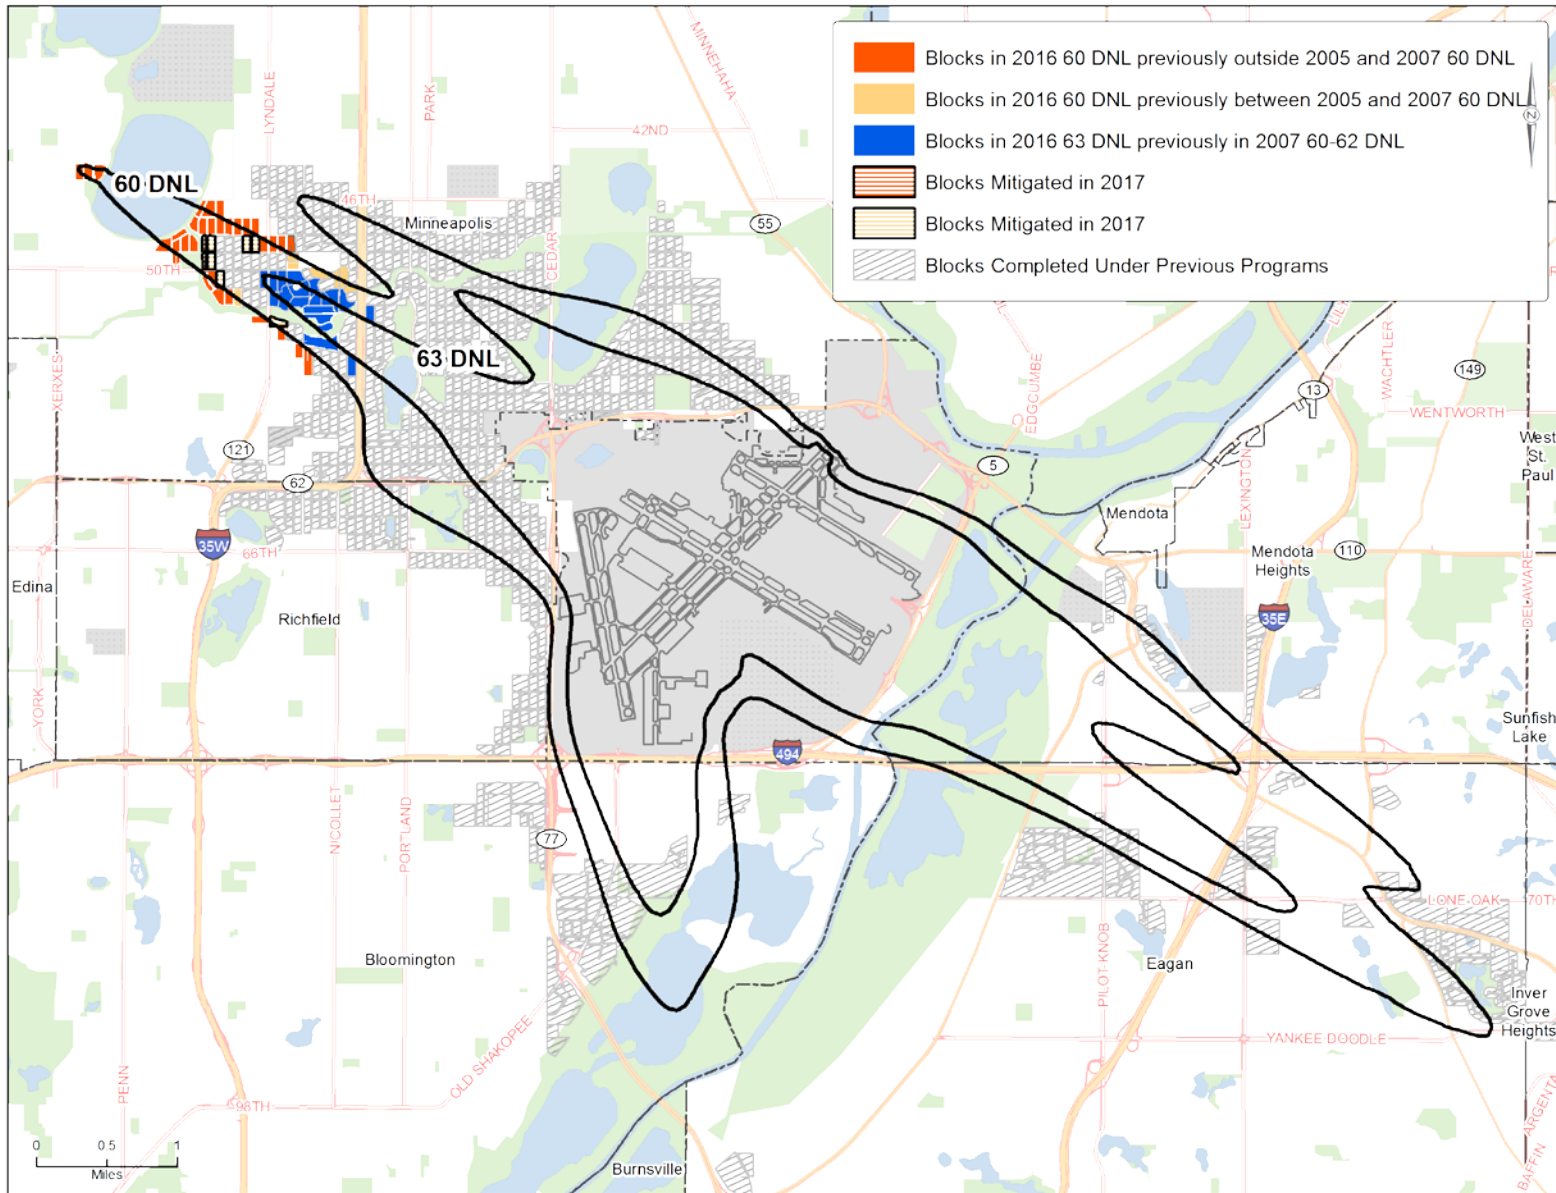 Blocks in 2016 60 DNL previously outside 2005 and 2007 60 DNL
Blocks in 2016 60 DNL previously between 2005 and 2007 60 DNL
Blocks in 2016 63 DNL previously in 2007 60-62 DNL
Blocks Mitigated in 2017
Blocks Mitigated in 2017
Blocks Completed Under Previous Programs
N
MINNEHAHA
LYNDALE
PARK
42ND
60 DNL
46TH
Minneapolis
55
CEDAR
50TH
63 DNL
XERXES
EDGCUMBE
WACHTLER
149
13
WENTWORTH
West
St.
Paul
121
62
5
LEXINGTON
Mendota
35W
66TH
Mendota
Heights
110
Edina
Richfield
35E
DELAWARE
YORK
Sunfish
Lake
494
NICOLLET
PORTLAND
77
LONE OAK
70TH
Bloomington
PILOT KNOB
Eagan
Inver
Grove
Heights
YANKEE DOODLE
OLD SHAKOPEE
PENN
98TH
ARGENTA
BAFFIN
0 0.5 1
Miles
Burnsville